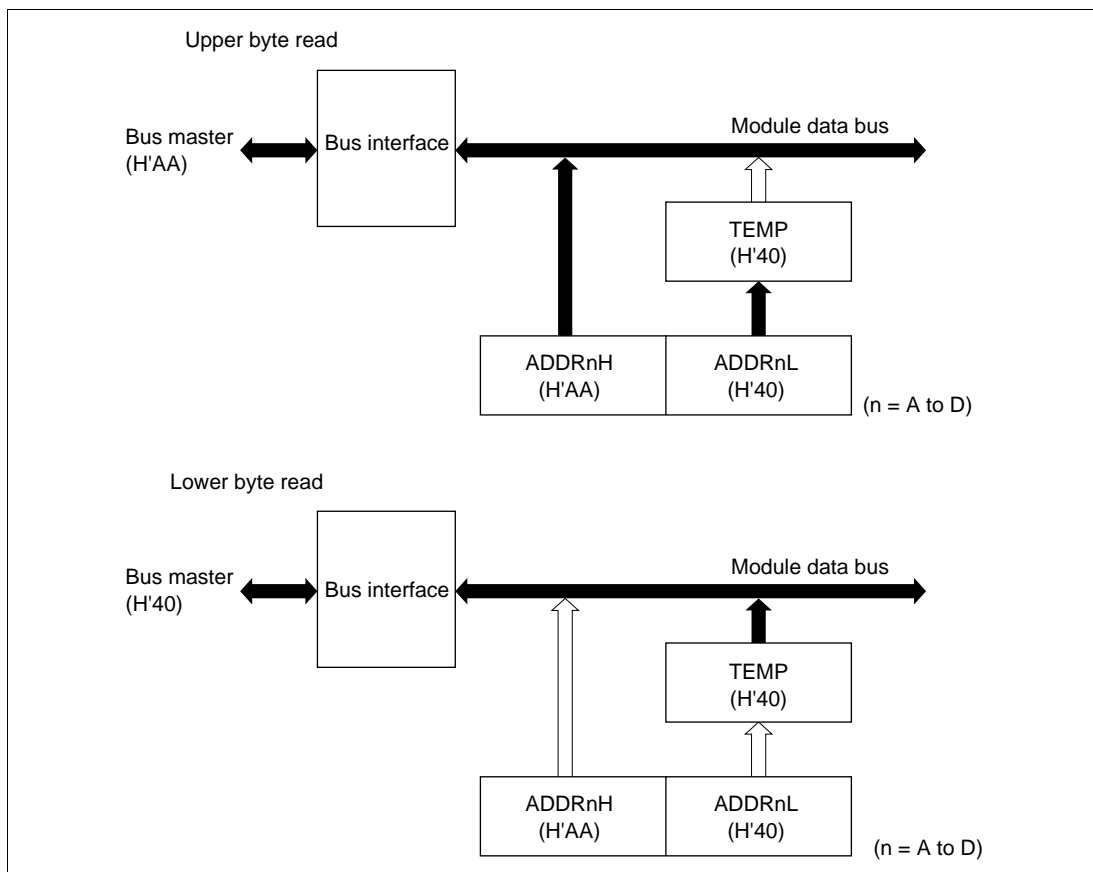 Upper byte read
Bus master
(H'AA)
Bus interface
Module data bus
TEMP
(H'40)
ADDRnH
(H'AA)
ADDRnL
(H'40)
(n = A to D)
Lower byte read
Bus master
(H'40)
Bus interface
Module data bus
TEMP
(H'40)
ADDRnH
(H'AA)
ADDRnL
(H'40)
(n = A to D)